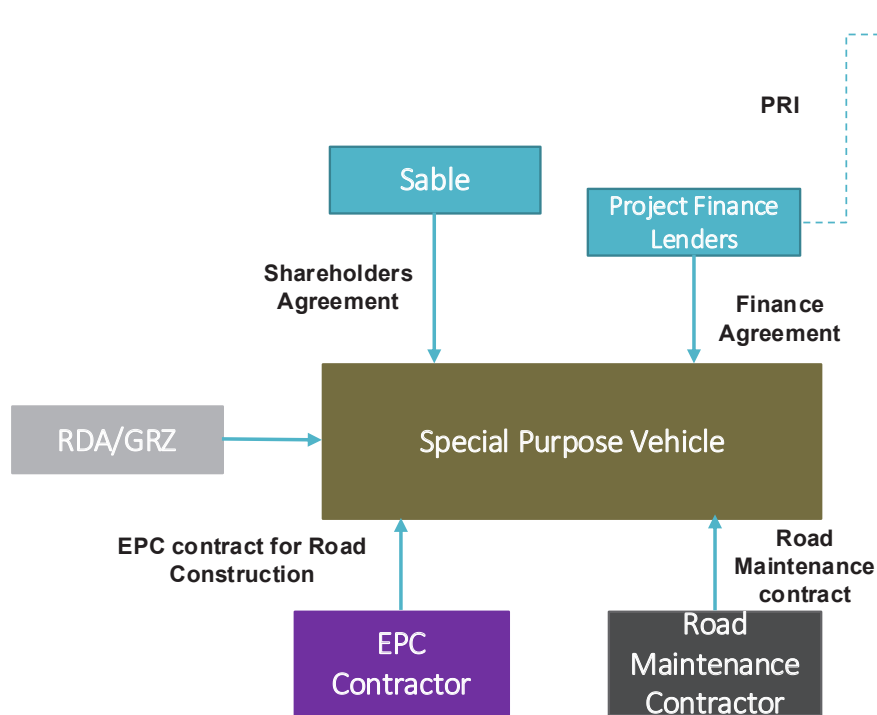 PRI
Sable
Project Finance
Lenders
Shareholders
Agreement
Finance
Agreement
RDA/GRZ
Special Purpose Vehicle
EPC contract for Road
Construction
Road
Maintenance
contract
EPC
Contractor
Road
Maintenance
Contractor